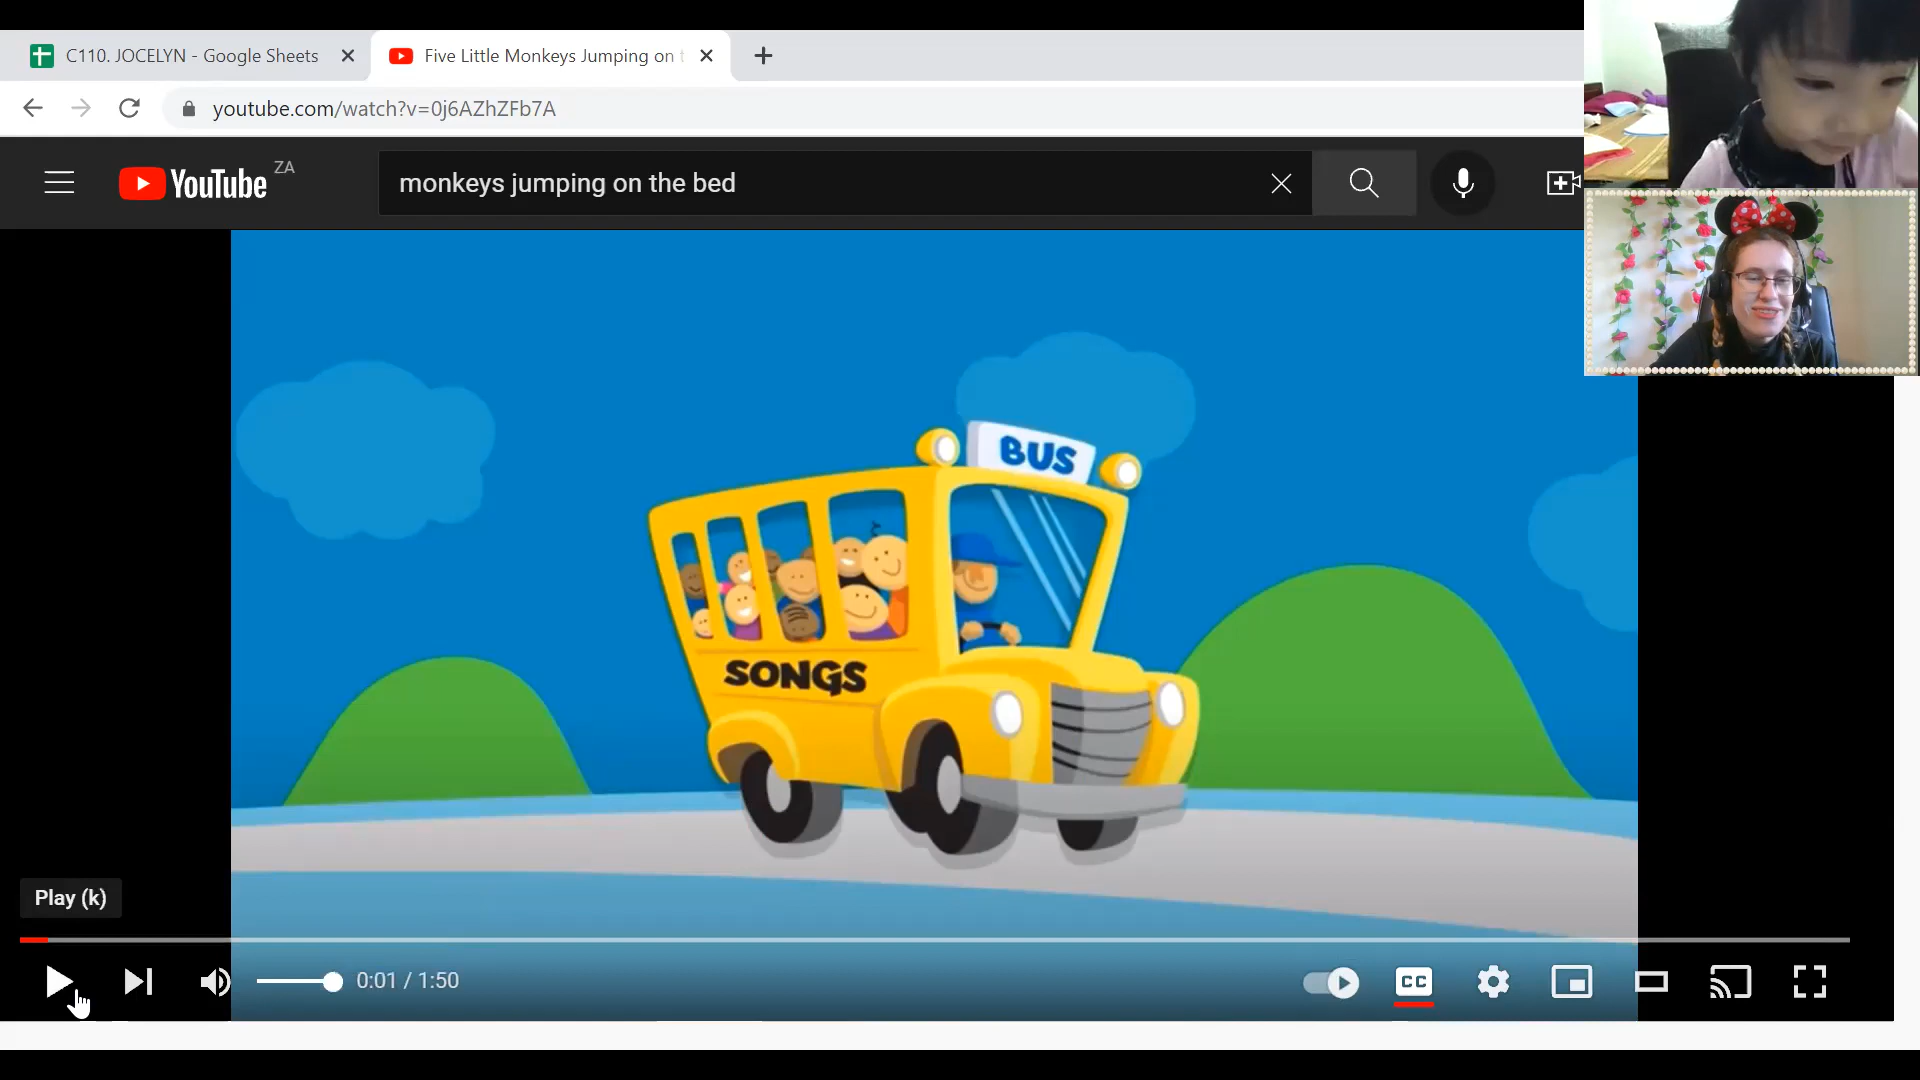 C110. JOCELYN - Google Sheets
Five Little Monkeys Jumping on t
youtube.com/watch?v=0j6AZhZFb7A
YouTube ZA
monkeys jumping on the bed
BUS
SONGS
Play (k)
0:01 / 1:50
CC